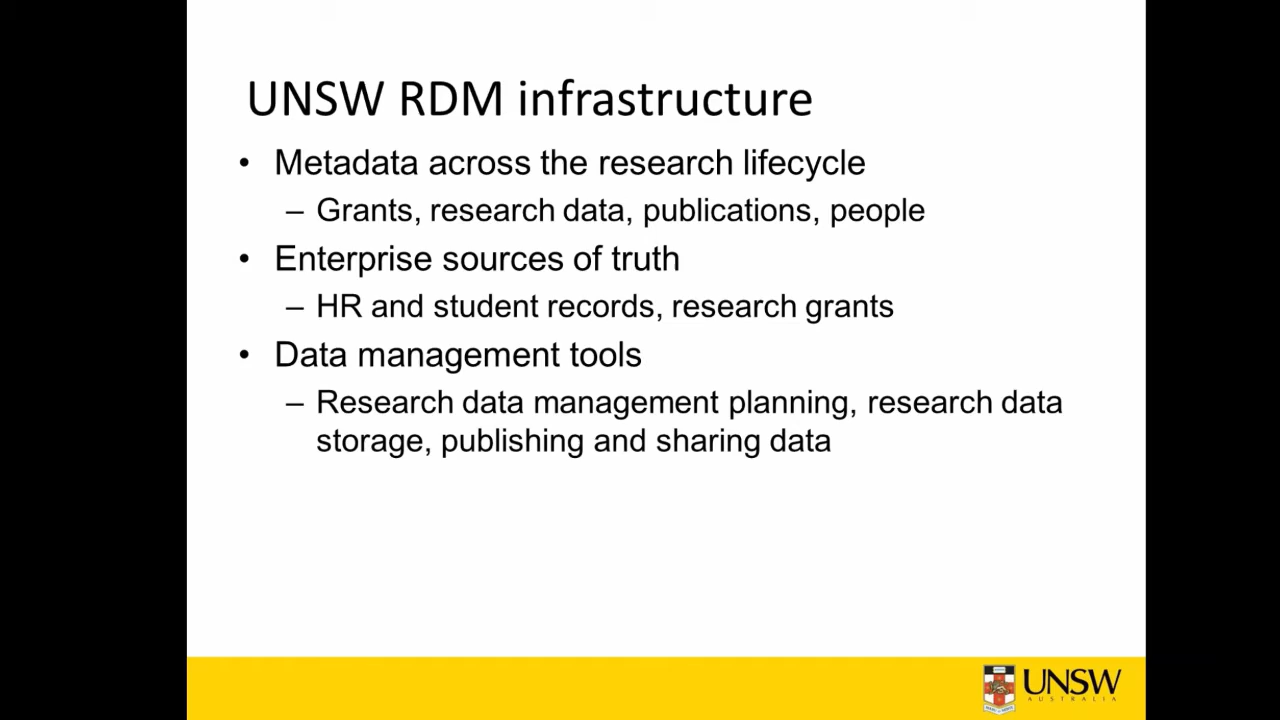 UNSW RDM infrastructure
• Metadata across the research lifecycle
– Grants, research data, publications, people
• Enterprise sources of truth
– HR and student records, research grants
• Data management tools
– Research data management planning, research data
storage, publishing and sharing data
UNSW
AUSTRALIA